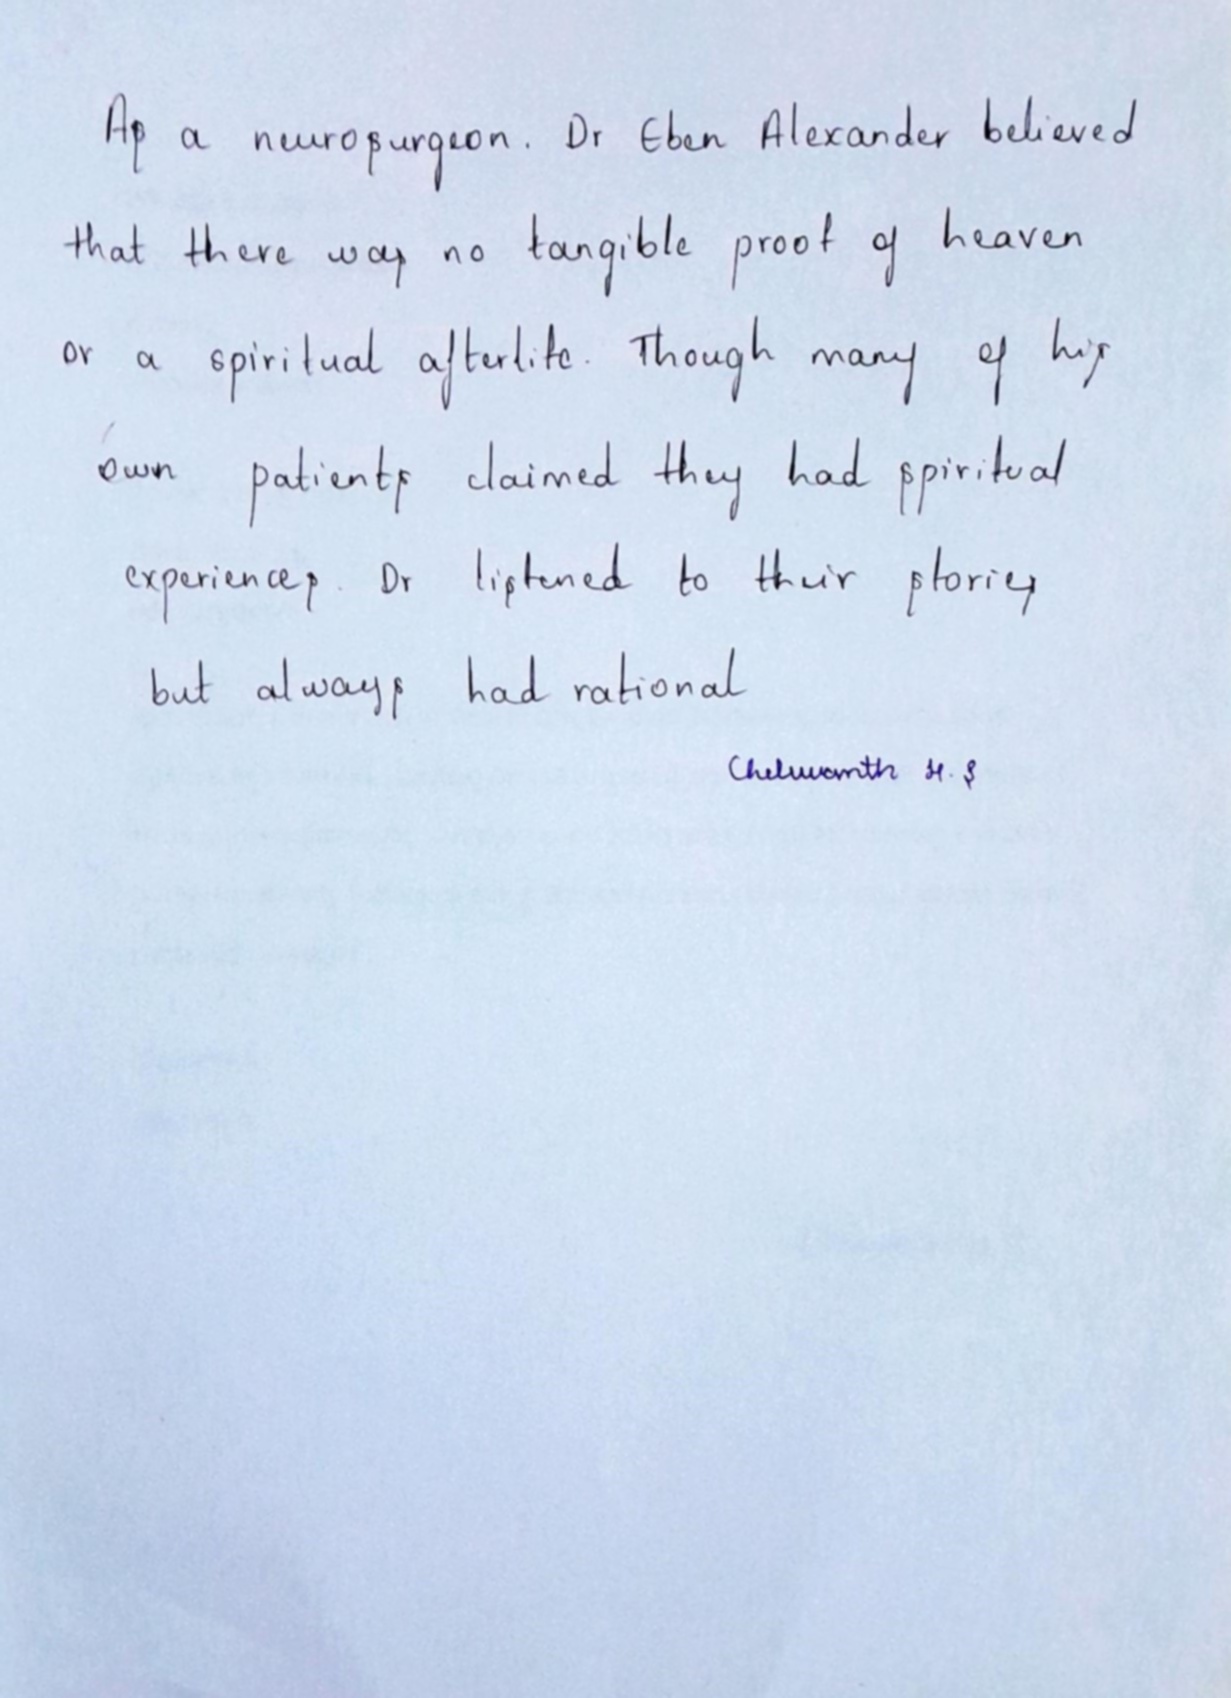 As a neurosurgeon. Dr Eben Alexander believed
that there was no tangible proof of heaven
or a spiritual afterlife. Though many of his
own patients claimed they had spiritual
experiences. Dr listened to their stories
but always had rational
Cheluvamth H.S